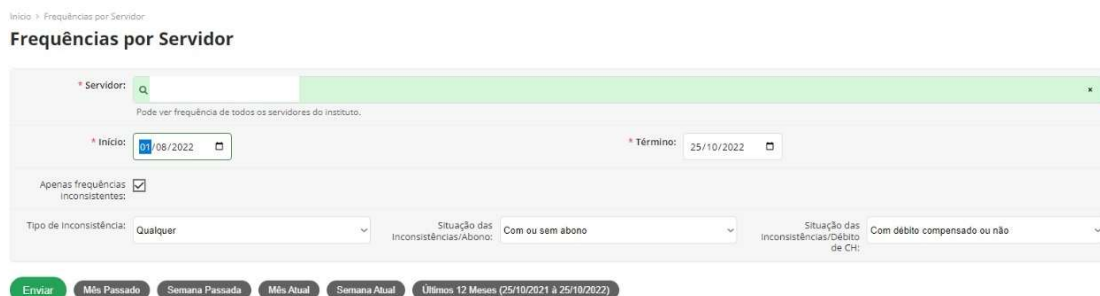 Início > Frequências por Servidor
Frequências por Servidor
* Servidor:
×
Pode ver frequência de todos os servidores do instituto.
* Início: 01/08/2022 * Término: 25/10/2022
Apenas frequências
inconsistentes:
Tipo de Inconsistência: Qualquer Situação das Inconsistências/Abono: Com ou sem abono Situação das Inconsistências/Débito de CH: Com débito compensado ou não
Enviar Mês Passado Semana Passada Mês Atual Semana Atual Últimos 12 Meses (25/10/2021 à 25/10/2022)